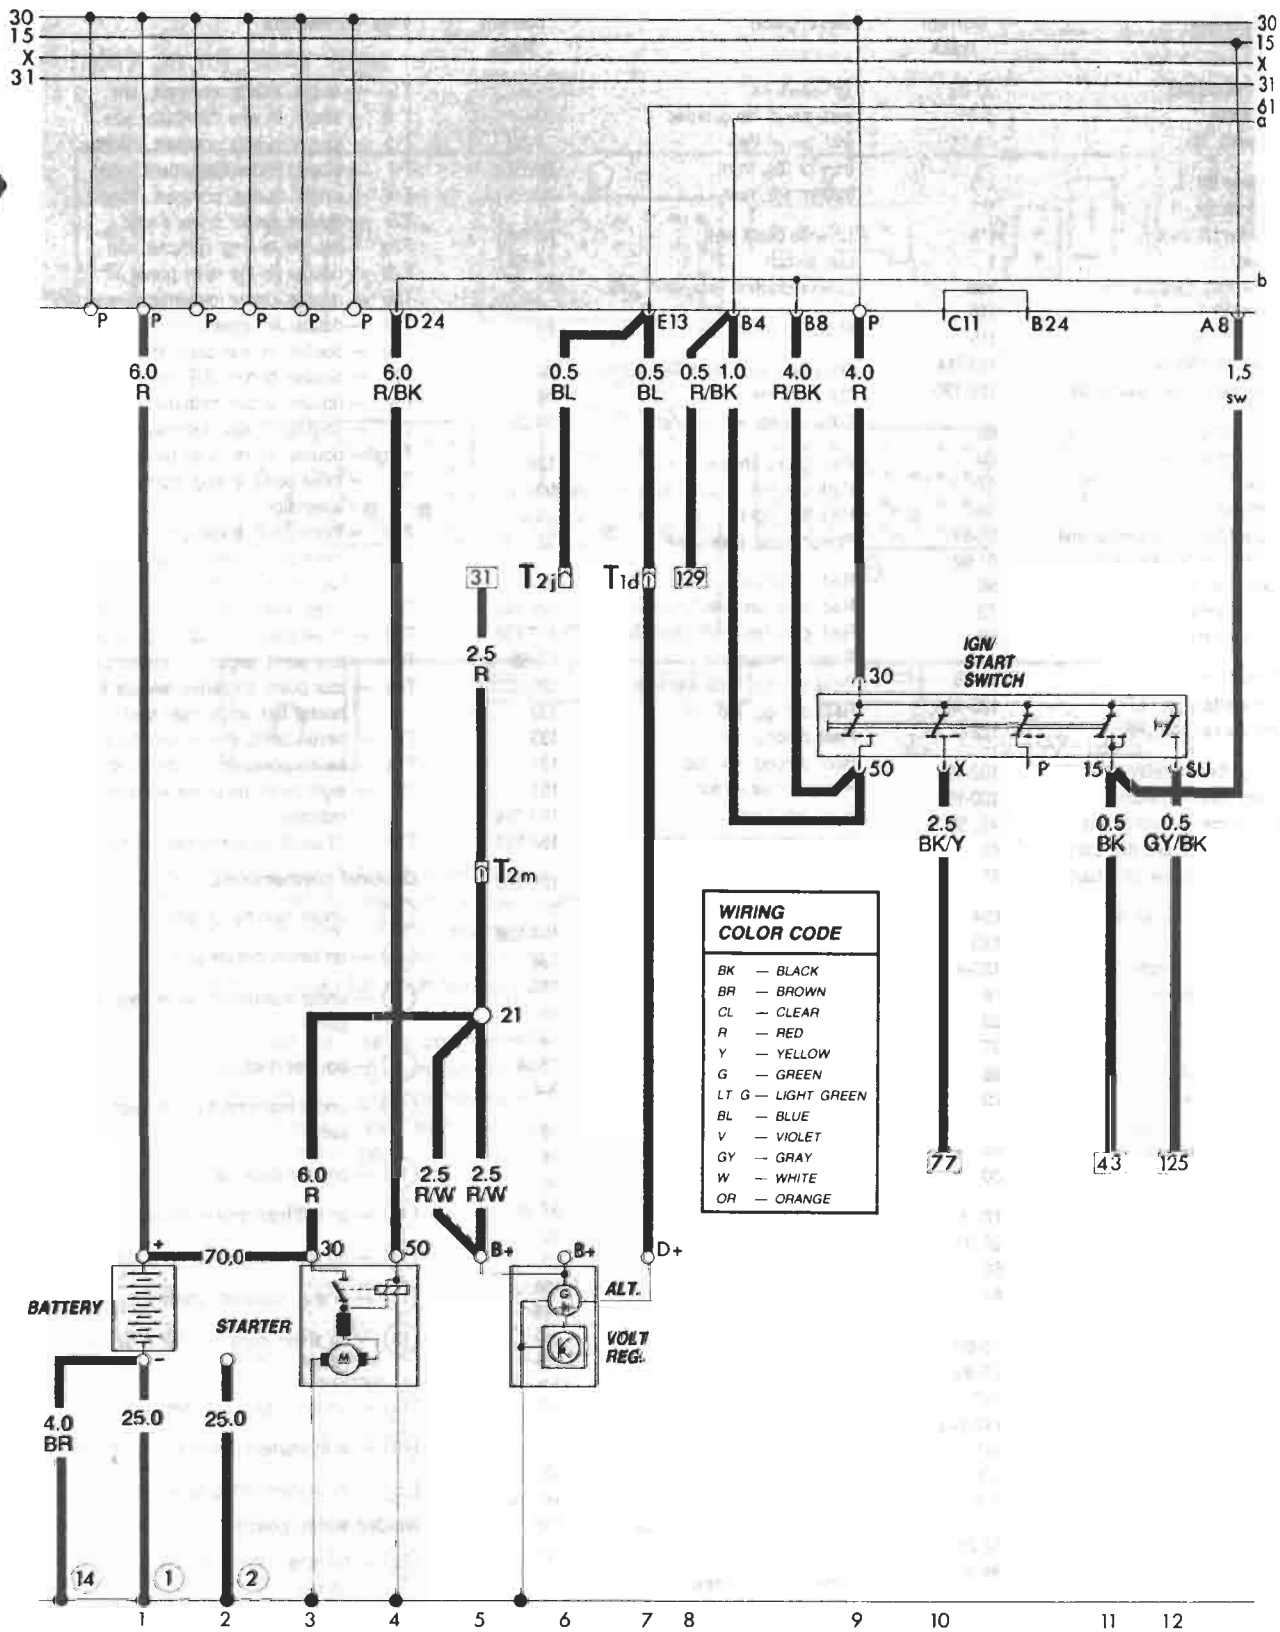 30 30
15 15
X X
31 31
61
a
b
P P P P P P D24 E13 B4 B8 P C11 B24 A8
6.0 6.0 0.5 0.5 0.5 1.0 4.0 4.0 1,5
R R/BK BL BL R/BK R/BK R sw
31 T2j T1d 129
2.5
R
IGN/
START
SWITCH
30
50 X P 15 SU
2.5 0.5 0.5
BK/Y BK GY/BK
T2m
WIRING
COLOR CODE
BK — BLACK
BR — BROWN
CL — CLEAR
R — RED
Y — YELLOW
G — GREEN
LT G — LIGHT GREEN
BL — BLUE
V — VIOLET
GY — GRAY
W — WHITE
OR — ORANGE
21
77 43 125
6.0 2.5 2.5
R R/W R/W
+ 70.0 30 50 B+ B+ D+
BATTERY
STARTER
ALT.
G
VOLT
REG.
M
-
4.0 25.0 25.0
BR
14 1 2
1 2 3 4 5 6 7 8 9 10 11 12